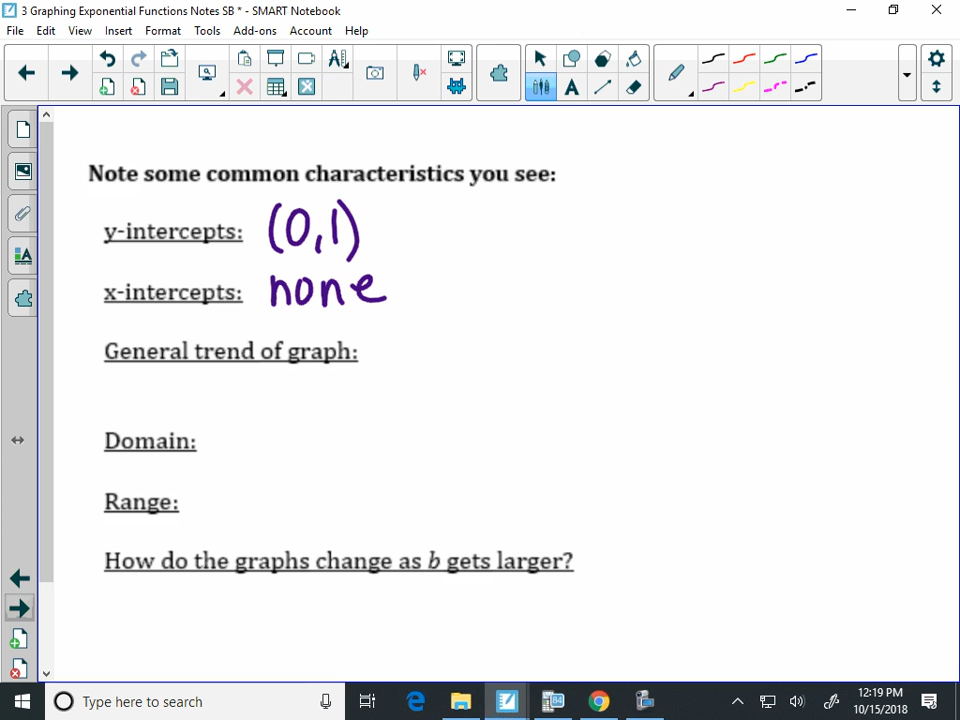 3 Graphing Exponential Functions Notes SB * - SMART Notebook
File Edit View Insert Format Tools Add-ons Account Help
Note some common characteristics you see:
y-intercepts: (0,1)
x-intercepts: none
General trend of graph:
Domain:
Range:
How do the graphs change as b gets larger?
Type here to search
12:19 PM
10/15/2018